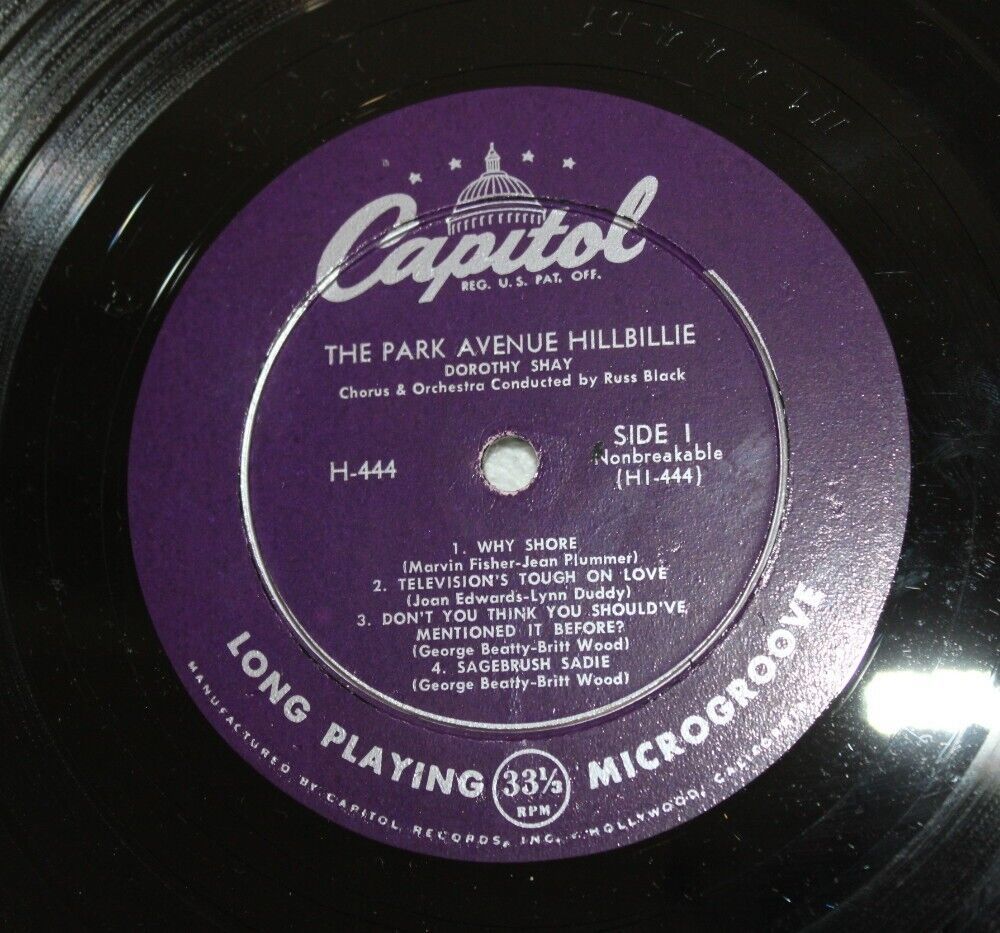 Capitol
REG. U.S. PAT. OFF.
THE PARK AVENUE HILLBILLIE
DOROTHY SHAY
Chorus & Orchestra Conducted by Russ Black
H-444
SIDE 1
Nonbreakable
(H1-444)
1. WHY SHORE
(Marvin Fisher-Jean Plummer)
2. TELEVISION'S TOUGH ON LOVE
(Joan Edwards-Lynn Duddy)
3. DON'T YOU THINK YOU SHOULD'VE
MENTIONED IT BEFORE?
(George Beatty-Britt Wood)
4. SAGEBRUSH SADIE
(George Beatty-Britt Wood)
LONG PLAYING 33⅓ RPM MICROGROOVE
MANUFACTURED BY CAPITOL RECORDS, INC., HOLLYWOOD,